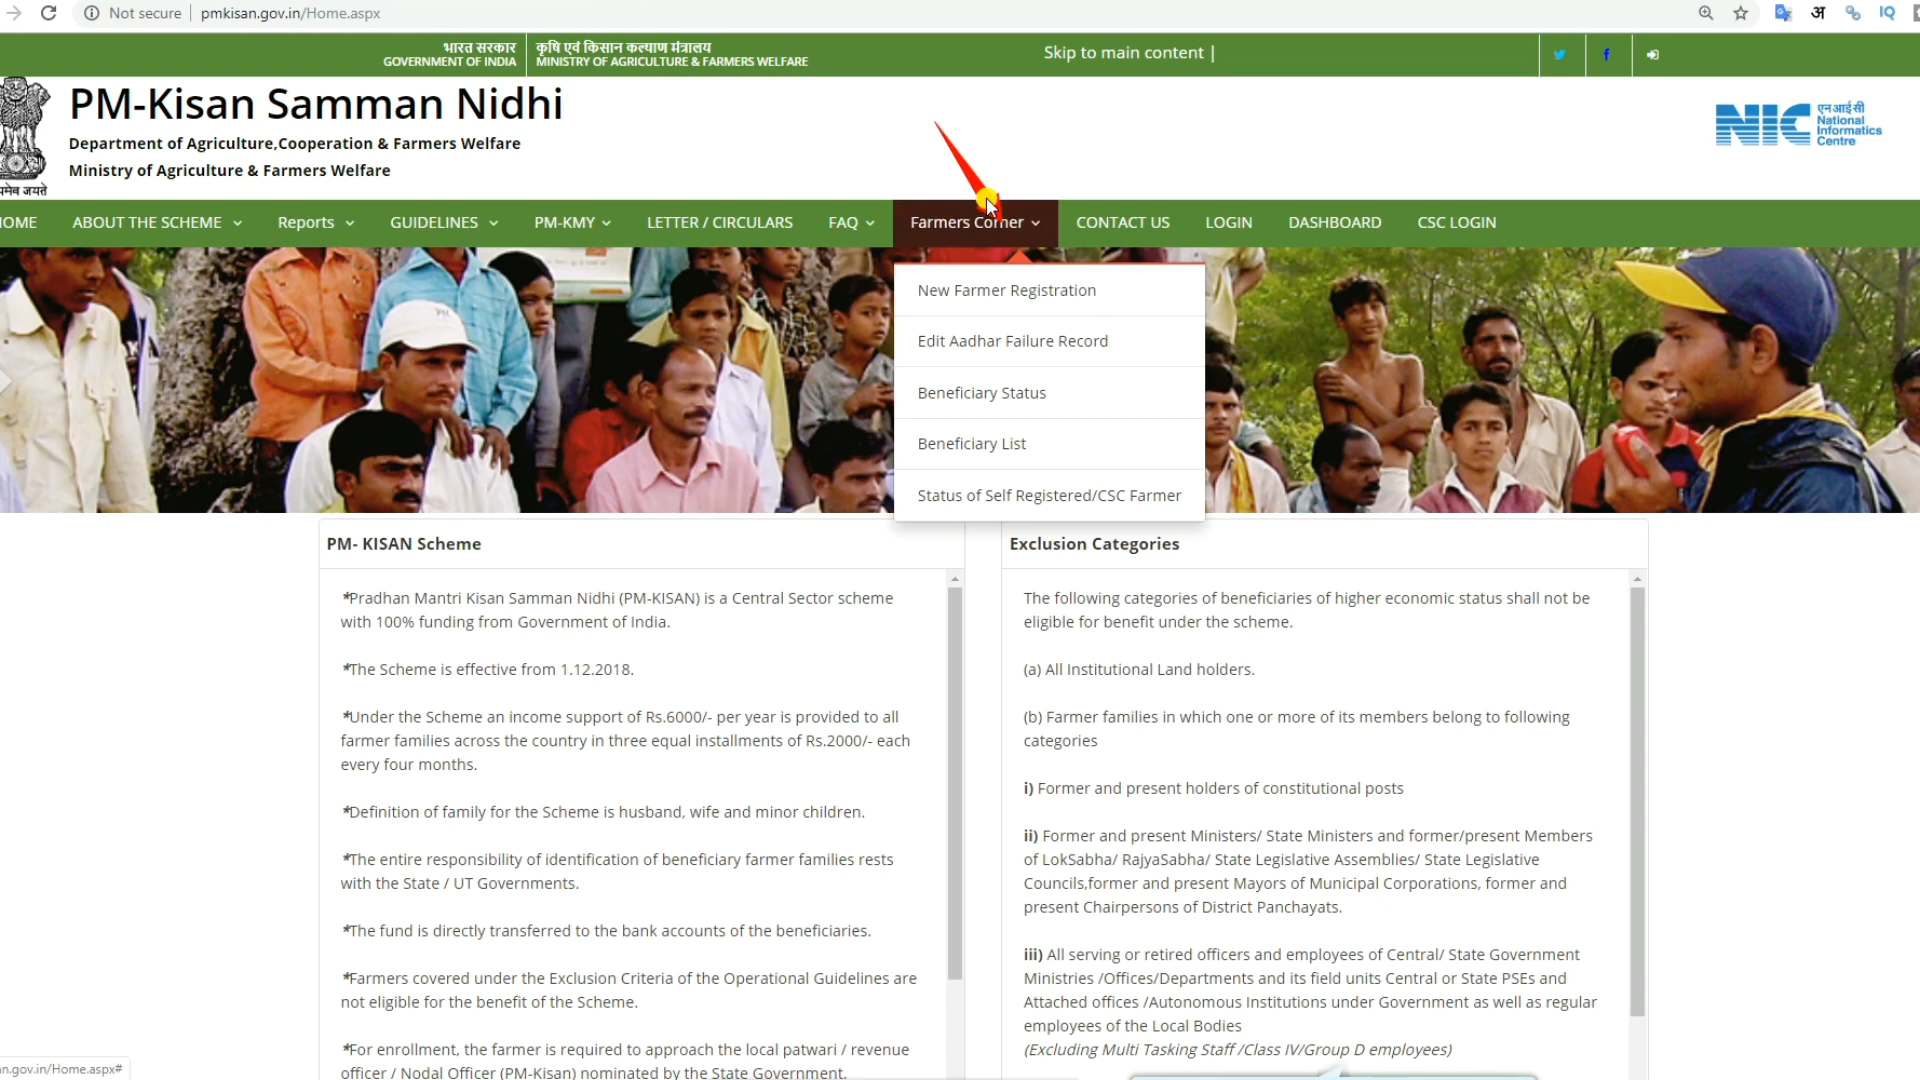 Not secure | pmkisan.gov.in/Home.aspx
अ
IQ
भारत सरकार
GOVERNMENT OF INDIA
कृषि एवं किसान कल्याण मंत्रालय
MINISTRY OF AGRICULTURE & FARMERS WELFARE
Skip to main content |
PM-Kisan Samman Nidhi
Department of Agriculture,Cooperation & Farmers Welfare
Ministry of Agriculture & Farmers Welfare
जयते
NIC
एन आई सी
National
Informatics
Centre
OME ABOUT THE SCHEME Reports GUIDELINES PM-KMY LETTER / CIRCULARS FAQ Farmers Corner CONTACT US LOGIN DASHBOARD CSC LOGIN
New Farmer Registration
Edit Aadhar Failure Record
Beneficiary Status
Beneficiary List
Status of Self Registered/CSC Farmer
PM- KISAN Scheme
*Pradhan Mantri Kisan Samman Nidhi (PM-KISAN) is a Central Sector scheme
with 100% funding from Government of India.
*The Scheme is effective from 1.12.2018.
*Under the Scheme an income support of Rs.6000/- per year is provided to all
farmer families across the country in three equal installments of Rs.2000/- each
every four months.
*Definition of family for the Scheme is husband, wife and minor children.
*The entire responsibility of identification of beneficiary farmer families rests
with the State / UT Governments.
*The fund is directly transferred to the bank accounts of the beneficiaries.
*Farmers covered under the Exclusion Criteria of the Operational Guidelines are
not eligible for the benefit of the Scheme.
*For enrollment, the farmer is required to approach the local patwari / revenue
officer / Nodal Officer (PM-Kisan) nominated by the State Government.
Exclusion Categories
The following categories of beneficiaries of higher economic status shall not be
eligible for benefit under the scheme.
(a) All Institutional Land holders.
(b) Farmer families in which one or more of its members belong to following
categories
i) Former and present holders of constitutional posts
ii) Former and present Ministers/ State Ministers and former/present Members
of LokSabha/ RajyaSabha/ State Legislative Assemblies/ State Legislative
Councils,former and present Mayors of Municipal Corporations, former and
present Chairpersons of District Panchayats.
iii) All serving or retired officers and employees of Central/ State Government
Ministries /Offices/Departments and its field units Central or State PSEs and
Attached offices /Autonomous Institutions under Government as well as regular
employees of the Local Bodies
(Excluding Multi Tasking Staff /Class IV/Group D employees)
n.gov.in/Home.aspx#